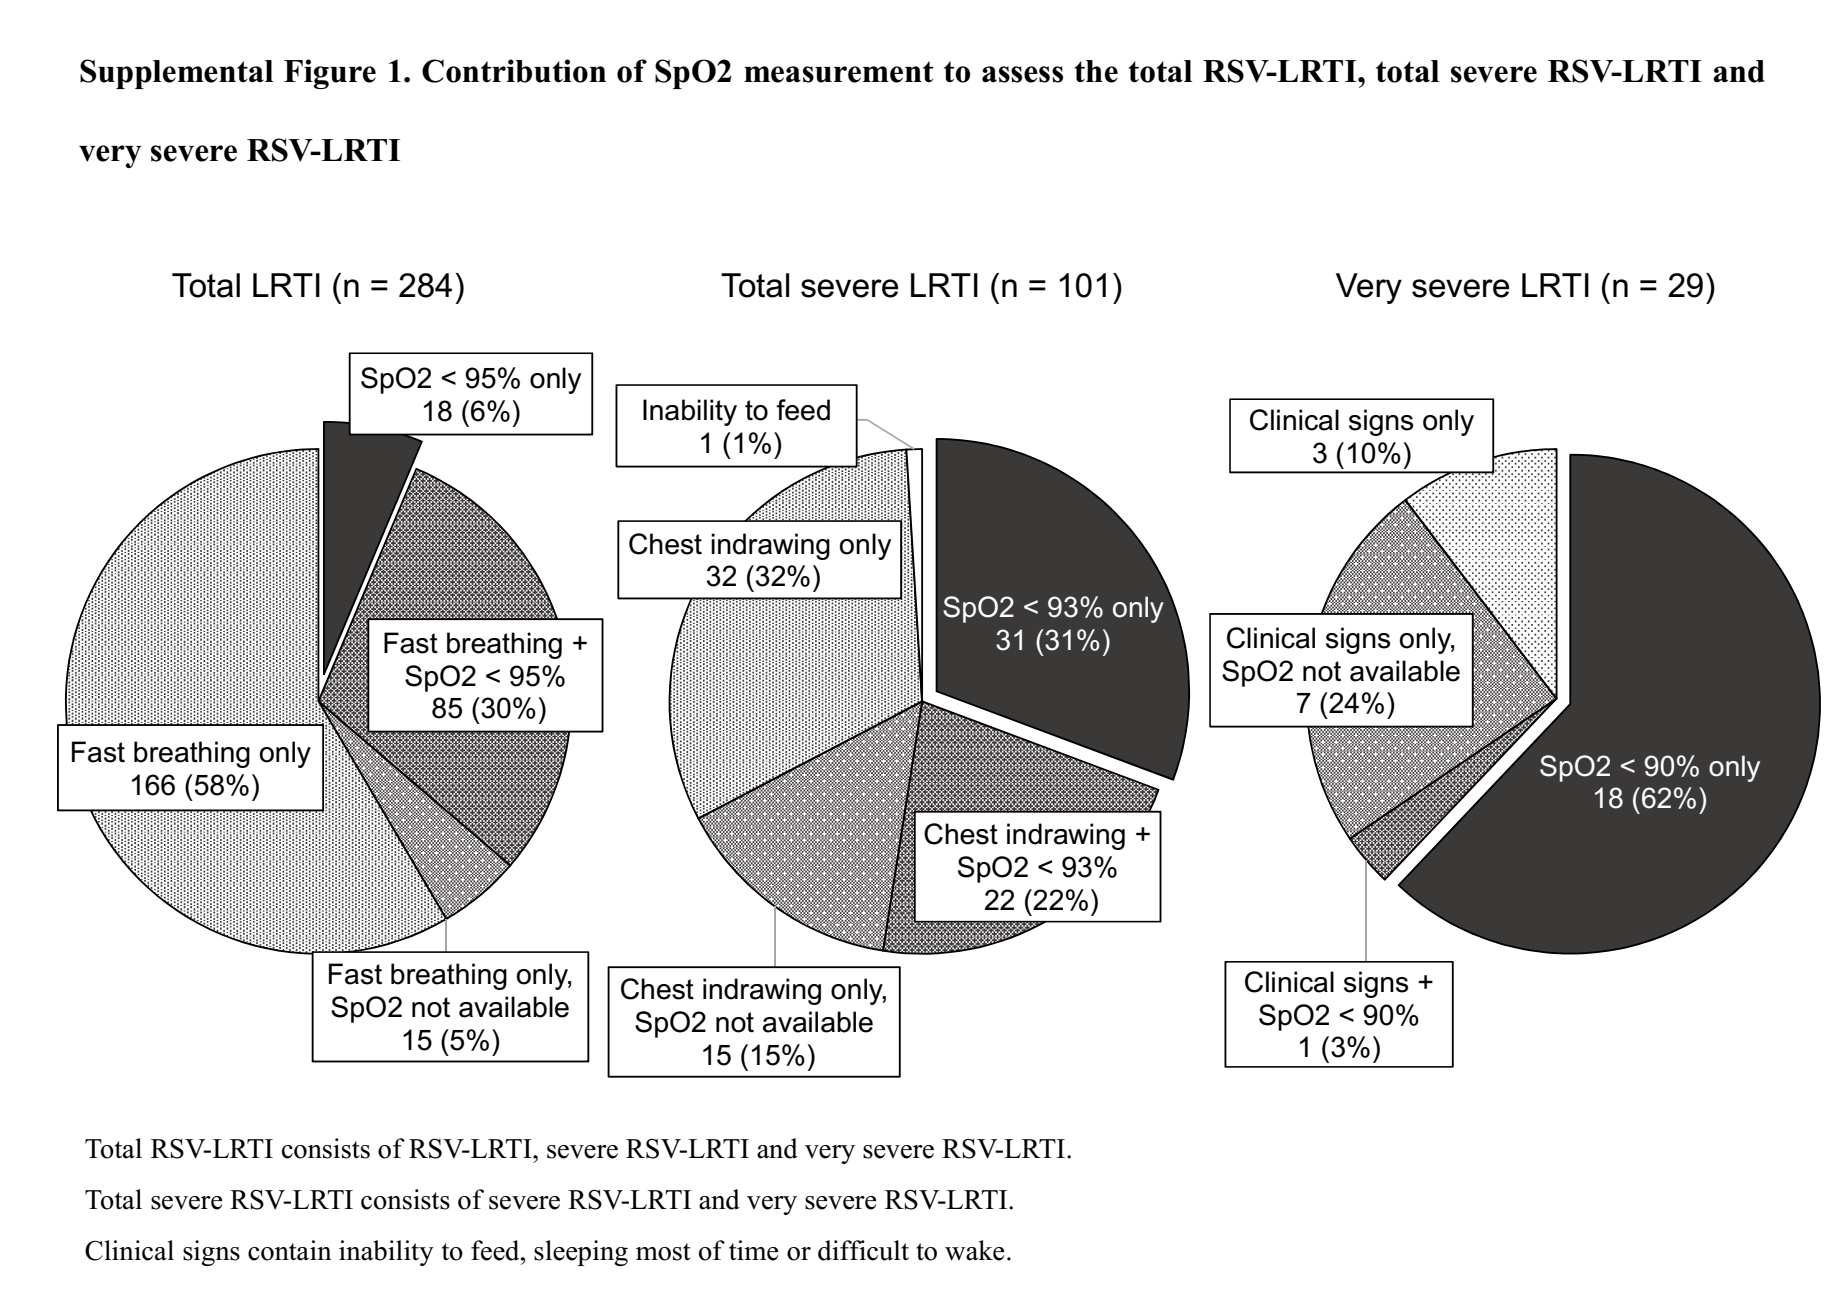 Supplemental Figure 1. Contribution of SpO2 measurement to assess the total RSV-LRTI, total severe RSV-LRTI and
very severe RSV-LRTI
Total LRTI (n = 284)
SpO2 < 95% only
18 (6%)
Fast breathing +
SpO2 < 95%
85 (30%)
Fast breathing only
166 (58%)
Fast breathing only,
SpO2 not available
15 (5%)
Total severe LRTI (n = 101)
Inability to feed
1 (1%)
Chest indrawing only
32 (32%)
SpO2 < 93% only
31 (31%)
Chest indrawing +
SpO2 < 93%
22 (22%)
Chest indrawing only,
SpO2 not available
15 (15%)
Very severe LRTI (n = 29)
Clinical signs only
3 (10%)
Clinical signs only,
SpO2 not available
7 (24%)
SpO2 < 90% only
18 (62%)
Clinical signs +
SpO2 < 90%
1 (3%)
Total RSV-LRTI consists of RSV-LRTI, severe RSV-LRTI and very severe RSV-LRTI.
Total severe RSV-LRTI consists of severe RSV-LRTI and very severe RSV-LRTI.
Clinical signs contain inability to feed, sleeping most of time or difficult to wake.